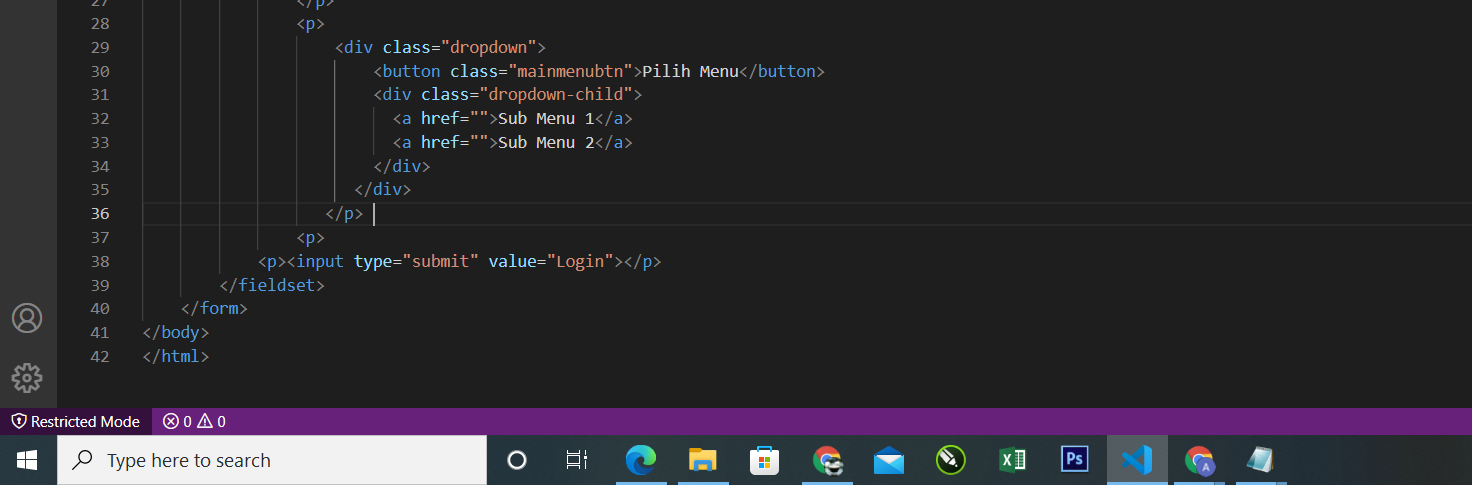 27 </p>
28 <p>
29 <div class="dropdown">
30 <button class="mainmenubtn">Pilih Menu</button>
31 <div class="dropdown-child">
32 <a href="">Sub Menu 1</a>
33 <a href="">Sub Menu 2</a>
34 </div>
35 </div>
36 </p>
37 <p>
38 <p><input type="submit" value="Login"></p>
39 </fieldset>
40 </form>
41 </body>
42 </html>
Restricted Mode 0 0
Type here to search Ps A